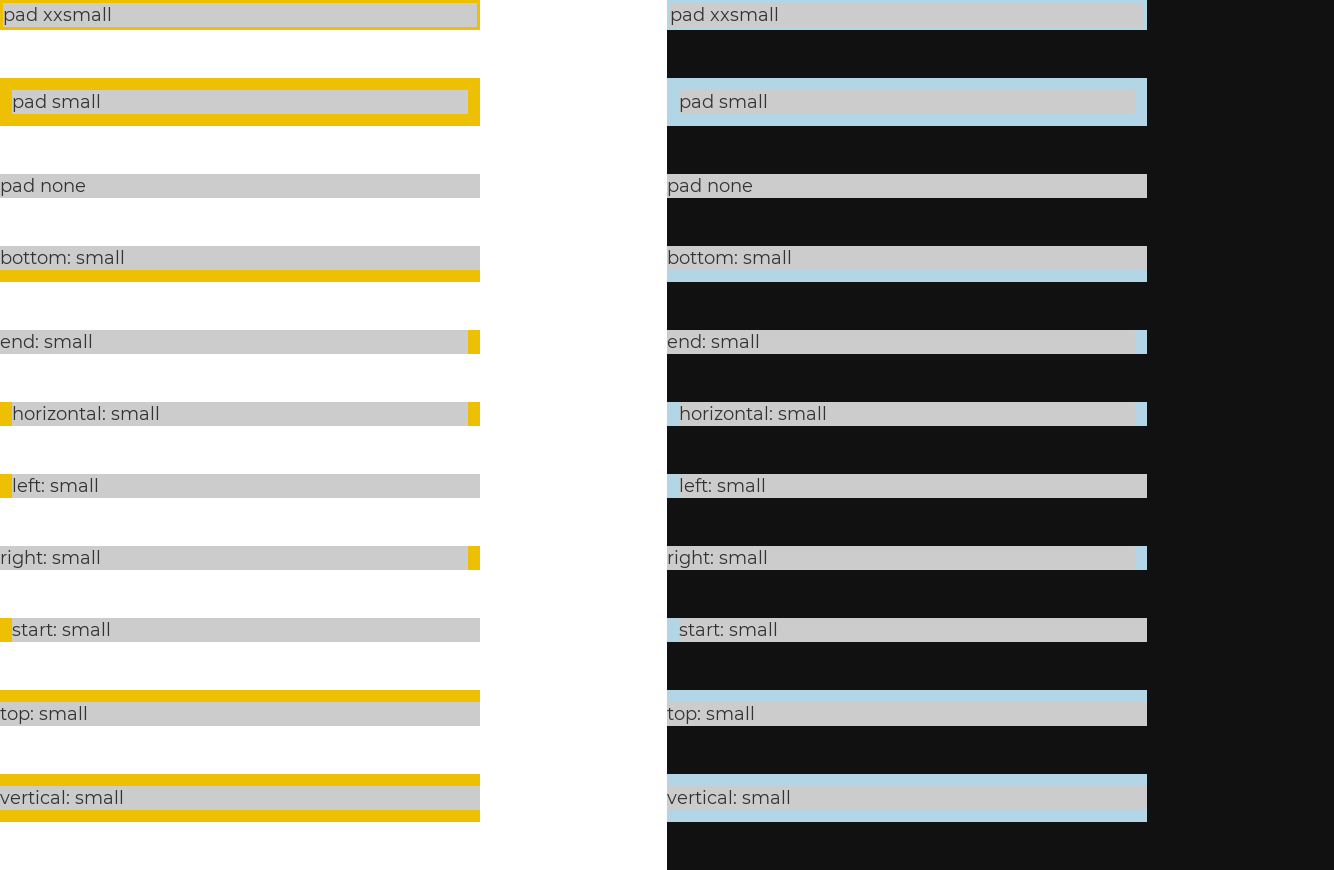 pad xxsmall
pad small
pad none
bottom: small
end: small
horizontal: small
left: small
right: small
start: small
top: small
vertical: small
pad xxsmall
pad small
pad none
bottom: small
end: small
horizontal: small
left: small
right: small
start: small
top: small
vertical: small